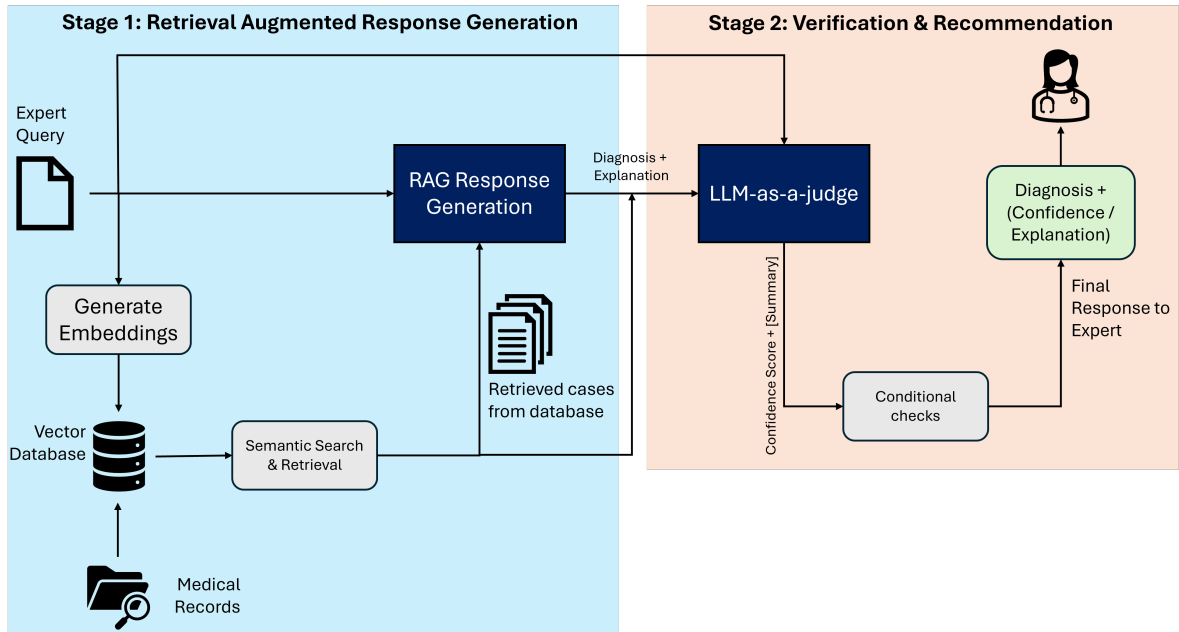 Stage 1: Retrieval Augmented Response Generation
Stage 2: Verification & Recommendation
Expert
Query
RAG Response
Generation
Diagnosis +
Explanation
LLM-as-a-judge
Diagnosis +
(Confidence /
Explanation)
Generate
Embeddings
Confidence Score + [Summary]
Final
Response to
Expert
Retrieved cases
from database
Conditional
checks
Vector
Database
Semantic Search
& Retrieval
Medical
Records